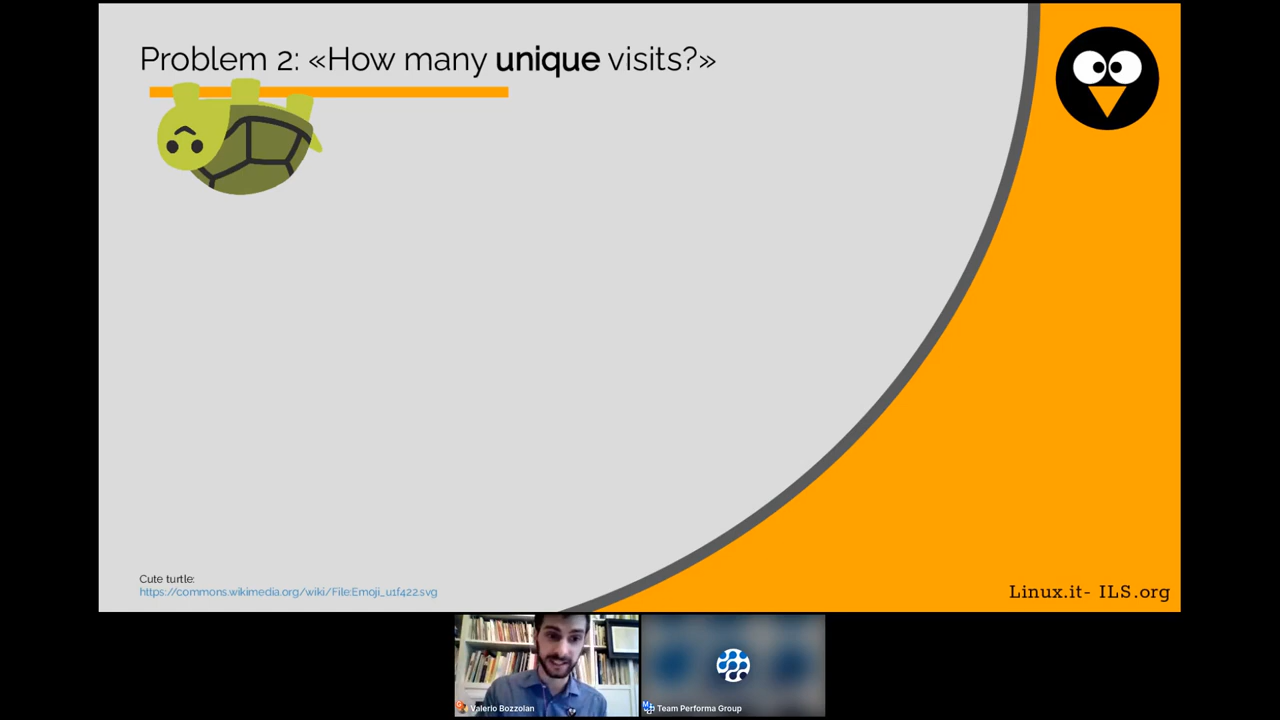 Problem 2: «How many unique visits?»
Cute turtle:
https://commons.wikimedia.org/wiki/File:Emoji_u1f422.svg
Linux.it- ILS.org
Valerio Bozzolan
Team Performa Group